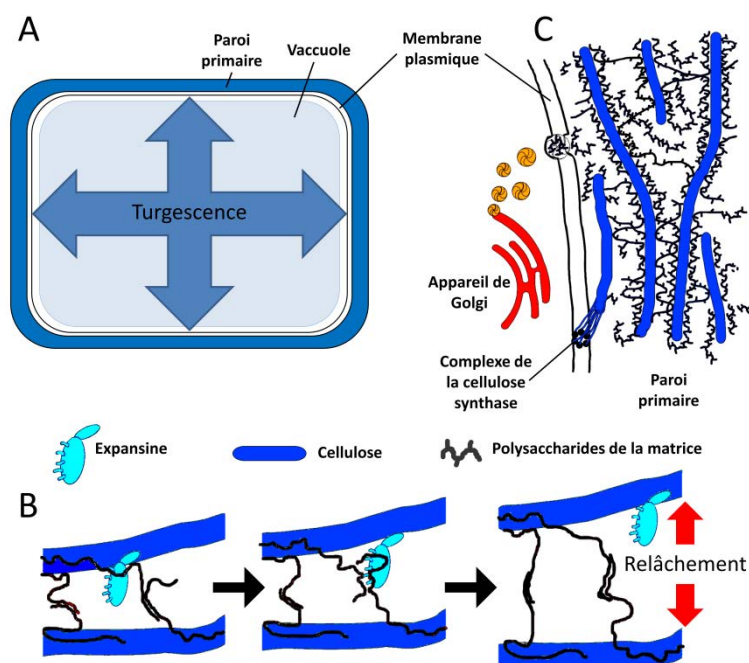 A
Paroi
primaire
Vaccuole
Membrane
plasmique
C
Turgescence
Appareil de
Golgi
Complexe de
la cellulose
synthase
Paroi
primaire
Expansine
Cellulose
Polysaccharides de la matrice
B
Relâchement